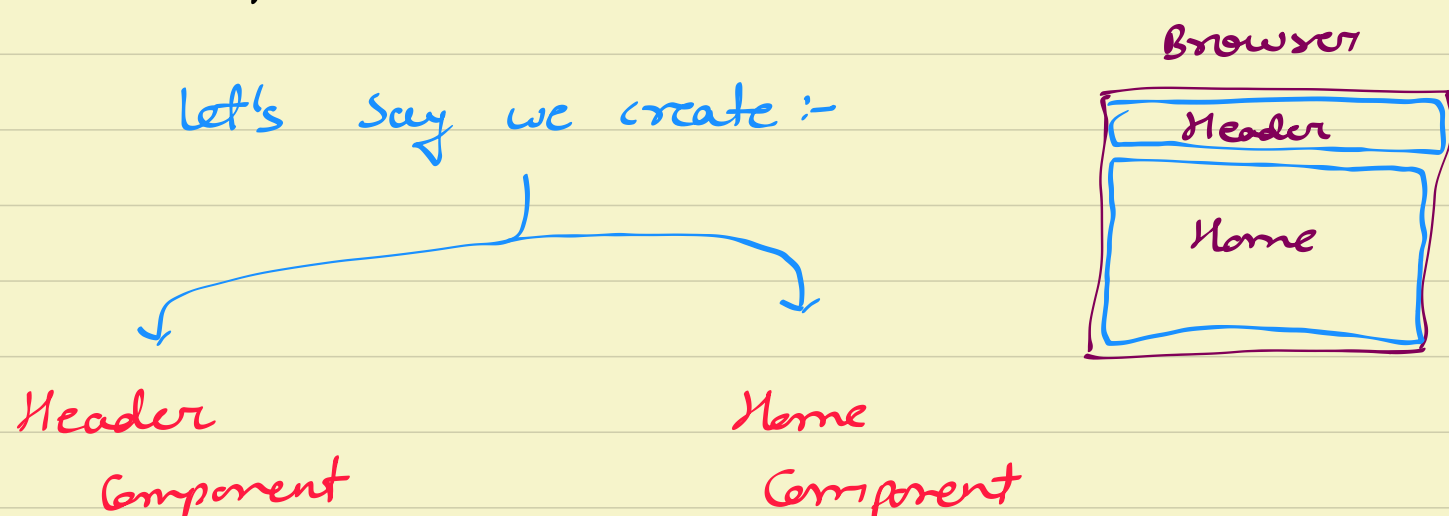 Browser
Let's say we create :-
Header
Home
Header
Component
Home
Component